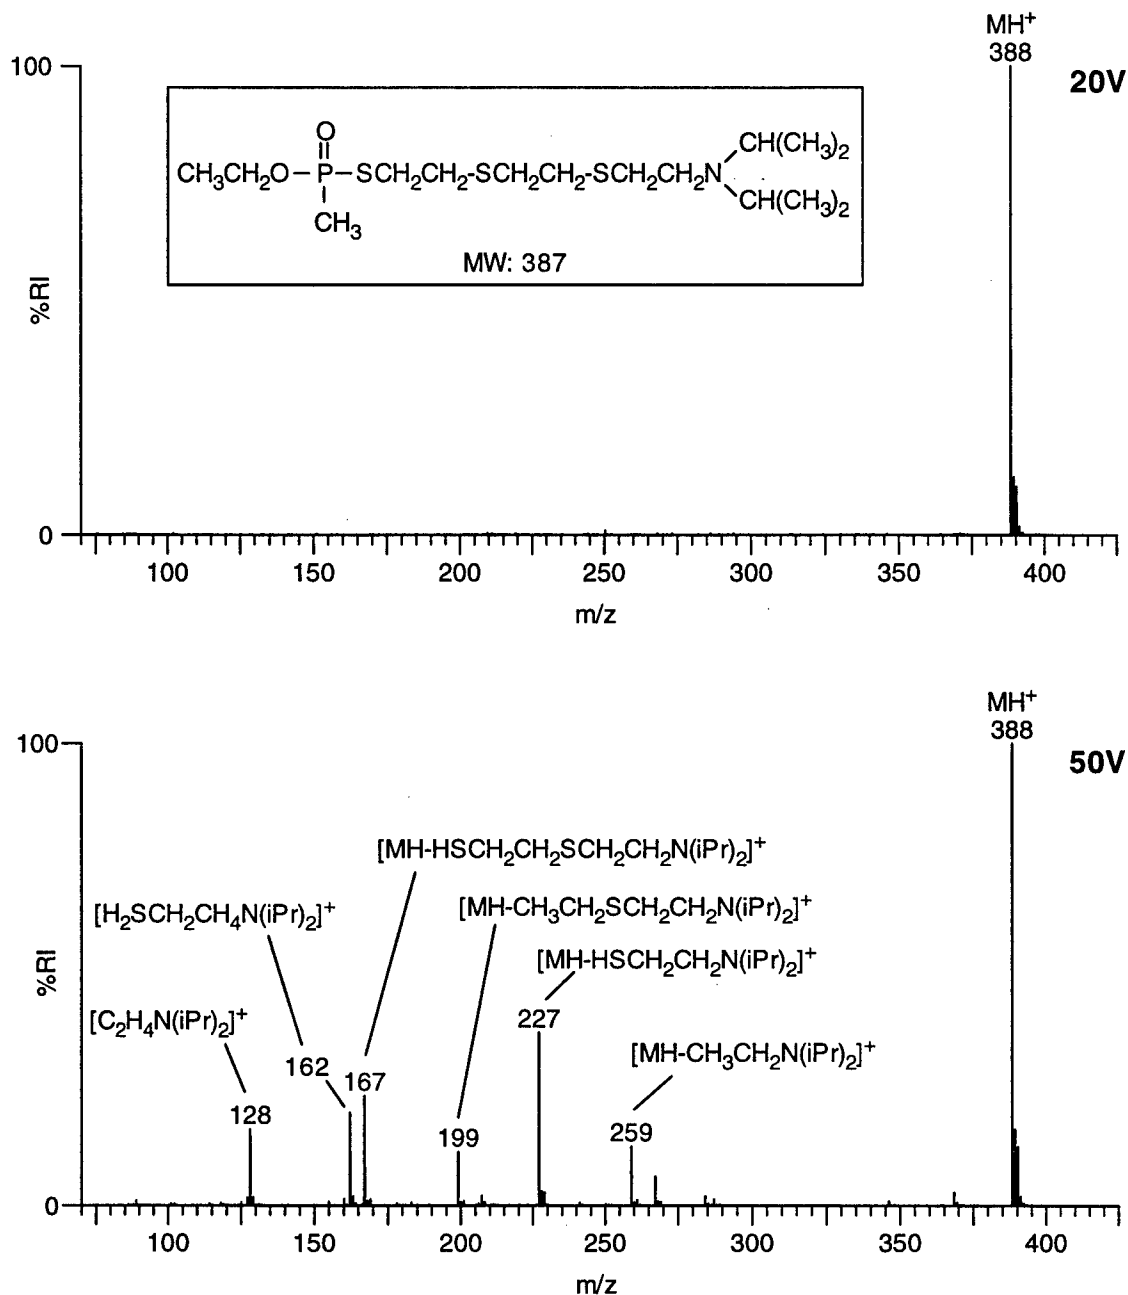 MH+
388
20V
100
O
CH3CH2O–P–SCH2CH2-SCH2CH2-SCH2CH2N
CH(CH3)2
CH(CH3)2
CH3
MW: 387
%RI
0
100 150 200 250 300 350 400
m/z
MH+
388
50V
100
[MH-HSCH2CH2SCH2CH2N(iPr)2]+
[H2SCH2CH4N(iPr)2]+
[MH-CH3CH2SCH2CH2N(iPr)2]+
[MH-HSCH2CH2N(iPr)2]+
[C2H4N(iPr)2]+
227
[MH-CH3CH2N(iPr)2]+
162
167
128
199
259
%RI
0
100 150 200 250 300 350 400
m/z